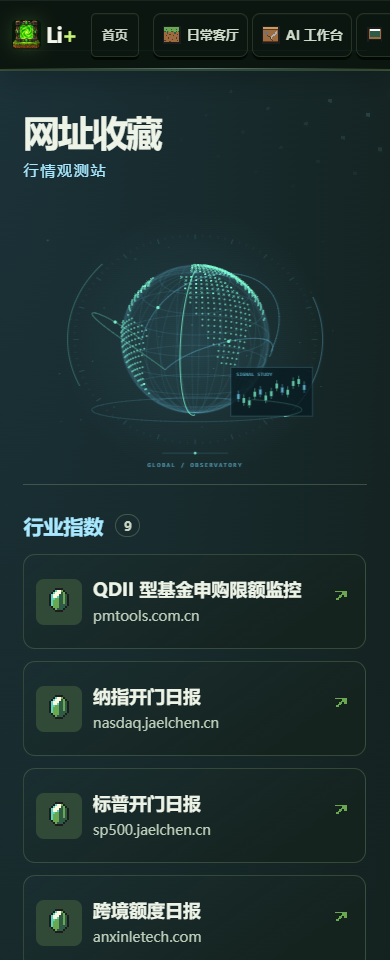 Li+
首页
日常客厅
AI 工作台
网址收藏
行情观测站
SIGNAL STUDY
GLOBAL / OBSERVATORY
行业指数
9
QDII 型基金申购限额监控
pmtools.com.cn
纳指开门日报
nasdaq.jaelchen.cn
标普开门日报
sp500.jaelchen.cn
跨境额度日报
anxinletech.com